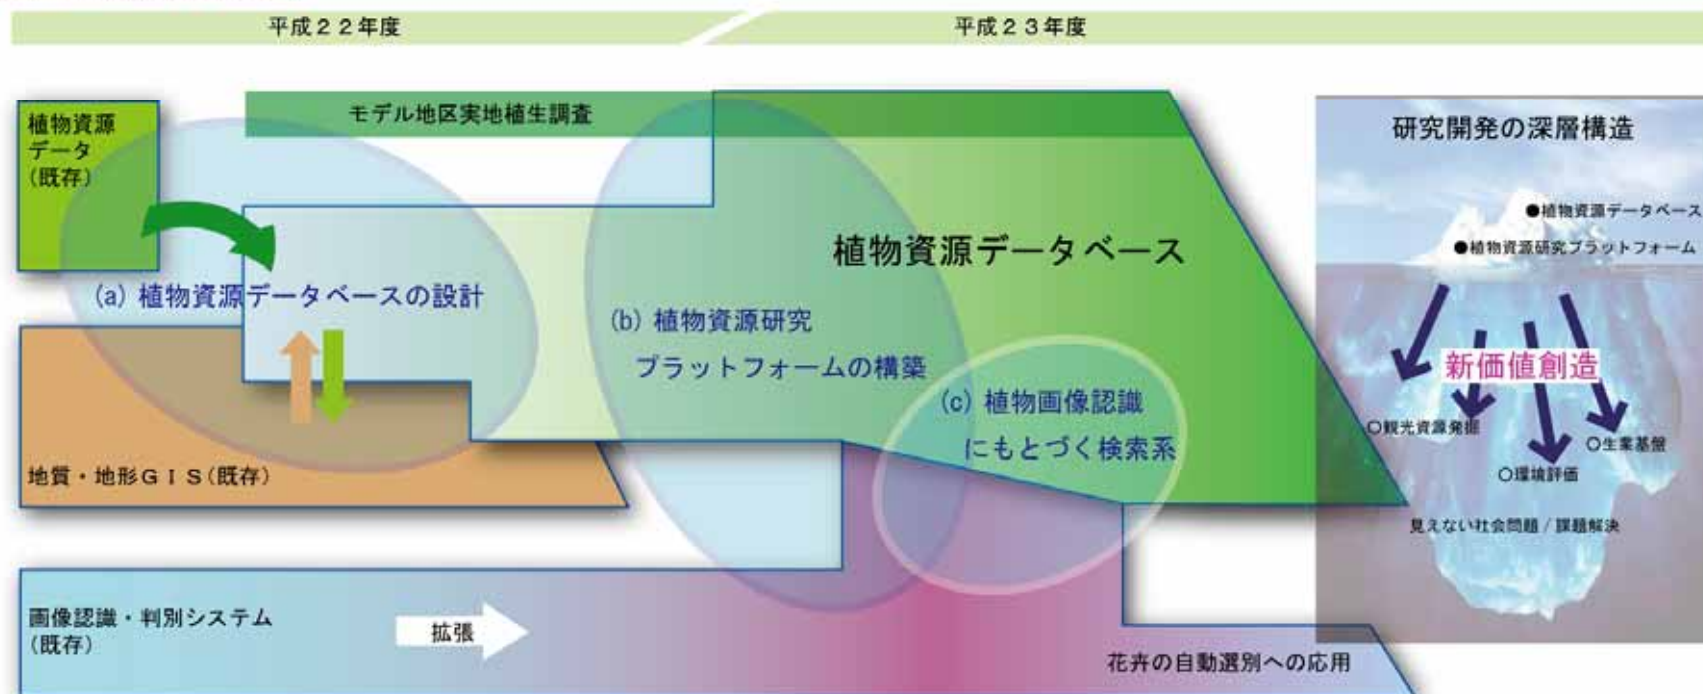 平成２２年度
平成２３年度
植物資源
データ
(既存)
モデル地区実地植生調査
植物資源データベース
(a) 植物資源データベースの設計
(b) 植物資源研究
プラットフォームの構築
(c) 植物画像認識
にもとづく検索系
地質・地形ＧＩＳ(既存)
画像認識・判別システム
(既存)
拡張
花卉の自動選別への応用
研究開発の深層構造
●植物資源データベース
●植物資源研究プラットフォーム
新価値創造
○観光資源発掘
○生業基盤
○環境評価
見えない社会問題 / 課題解決